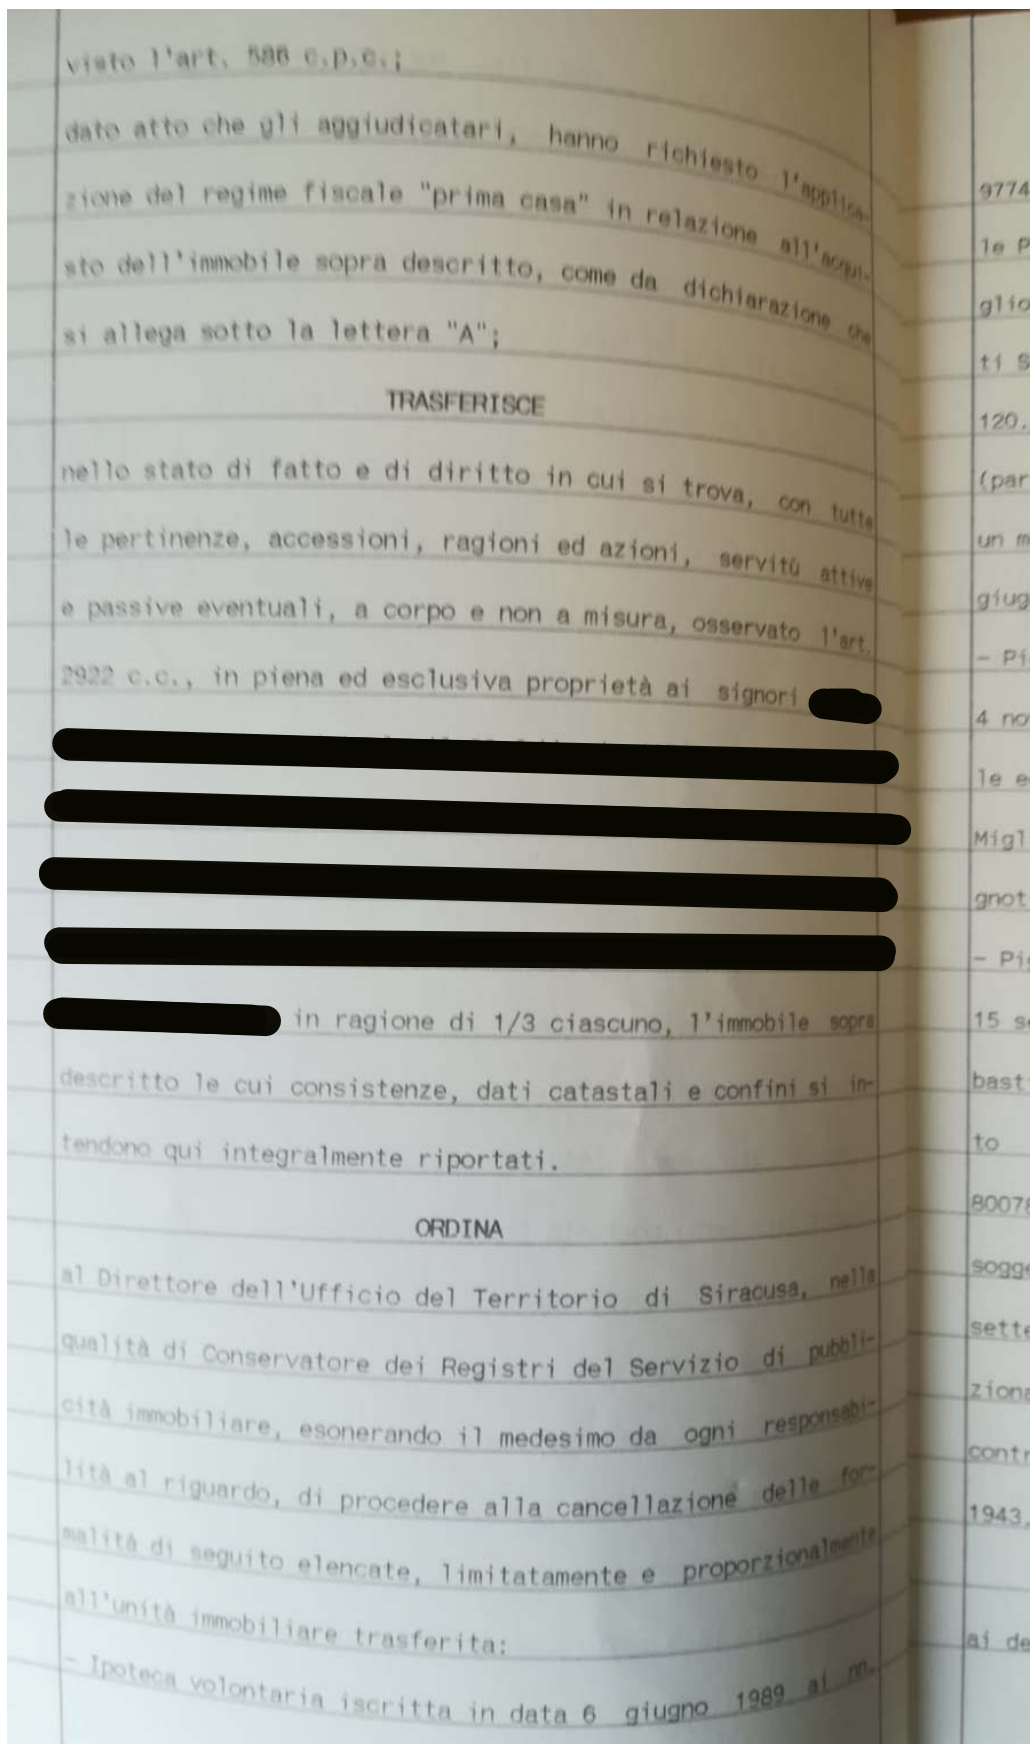 visto l'art. 586 c.p.c.;
dato atto che gli aggiudicatari, hanno richiesto l'applica-
zione del regime fiscale "prima casa" in relazione all'acqui-
sto dell'immobile sopra descritto, come da dichiarazione che
si allega sotto la lettera "A";
TRASFERISCE
nello stato di fatto e di diritto in cui si trova, con tutte
le pertinenze, accessioni, ragioni ed azioni, servitù attive
e passive eventuali, a corpo e non a misura, osservato l'art.
2922 c.c., in piena ed esclusiva proprietà ai signori
in ragione di 1/3 ciascuno, l'immobile sopra
descritto le cui consistenze, dati catastali e confini si in-
tendono qui integralmente riportati.
ORDINA
al Direttore dell'Ufficio del Territorio di Siracusa, nella
qualità di Conservatore dei Registri del Servizio di pubbli-
cità immobiliare, esonerando il medesimo da ogni responsabi-
lità al riguardo, di procedere alla cancellazione delle for-
malità di seguito elencate, limitatamente e proporzionalmente
all'unità immobiliare trasferita:
- Ipoteca volontaria iscritta in data 6 giugno 1989 ai nn.
9774
le P
glio
ti S
120.
(par
un m
giug
- Pi
4 no
le e
Migl
gnot
- Pi
15 se
bast
to
80078
sogge
sette
ziona
contr
1943,
ai de